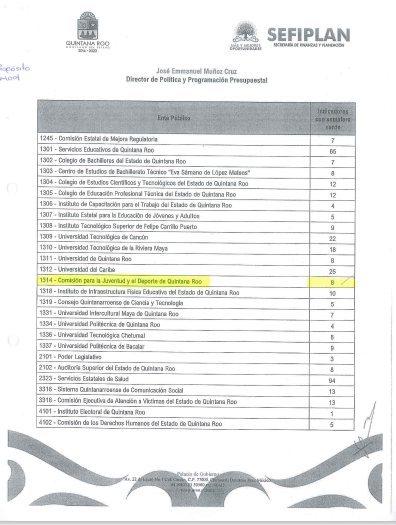 QUINTANA ROO
2016 - 2022
MÁS Y MEJORES
OPORTUNIDADES
SEFIPLAN
SECRETARÍA DE FINANZAS Y PLANEACIÓN
José Emmanuel Muñoz Cruz
Director de Política y Programación Presupuestal
Ente Público Indicadores con semáforo verde
1245 - Comisión Estatal de Mejora Regulatoria 7
1301 - Servicios Educativos de Quintana Roo 65
1302 - Colegio de Bachilleres del Estado de Quintana Roo 7
1303 - Centro de Estudios de Bachillerato Técnico "Eva Sámano de López Mateos" 8
1304 - Colegio de Estudios Científicos y Tecnológicos del Estado de Quintana Roo 12
1305 - Colegio de Educación Profesional Técnica del Estado de Quintana Roo 12
1306 - Instituto de Capacitación para el Trabajo del Estado de Quintana Roo 4
1307 - Instituto Estatal para la Educación de Jóvenes y Adultos 5
1308 - Instituto Tecnológico Superior de Felipe Carrillo Puerto 9
1309 - Universidad Tecnológica de Cancún 22
1310 - Universidad Tecnológica de la Riviera Maya 18
1311 - Universidad de Quintana Roo 8
1312 - Universidad del Caribe 25
1314 - Comisión para la Juventud y el Deporte de Quintana Roo 8
1318 - Instituto de Infraestructura Física Educativa del Estado de Quintana Roo 10
1319 - Consejo Quintanarroense de Ciencia y Tecnología 5
1331 - Universidad Intercultural Maya de Quintana Roo 7
1334 - Universidad Politécnica de Quintana Roo 4
1336 - Universidad Tecnológica Chetumal 8
1337 - Universidad Politécnica de Bacalar 9
2101 - Poder Legislativo 3
2102 - Auditoría Superior del Estado de Quintana Roo 8
2323 - Servicios Estatales de Salud 94
3316 - Sistema Quintanarroense de Comunicación Social 13
3318 - Comisión Ejecutiva de Atención a Víctimas del Estado de Quintana Roo 13
4101 - Instituto Electoral de Quintana Roo 1
4102 - Comisión de los Derechos Humanos del Estado de Quintana Roo 5
Palacio de Gobierno